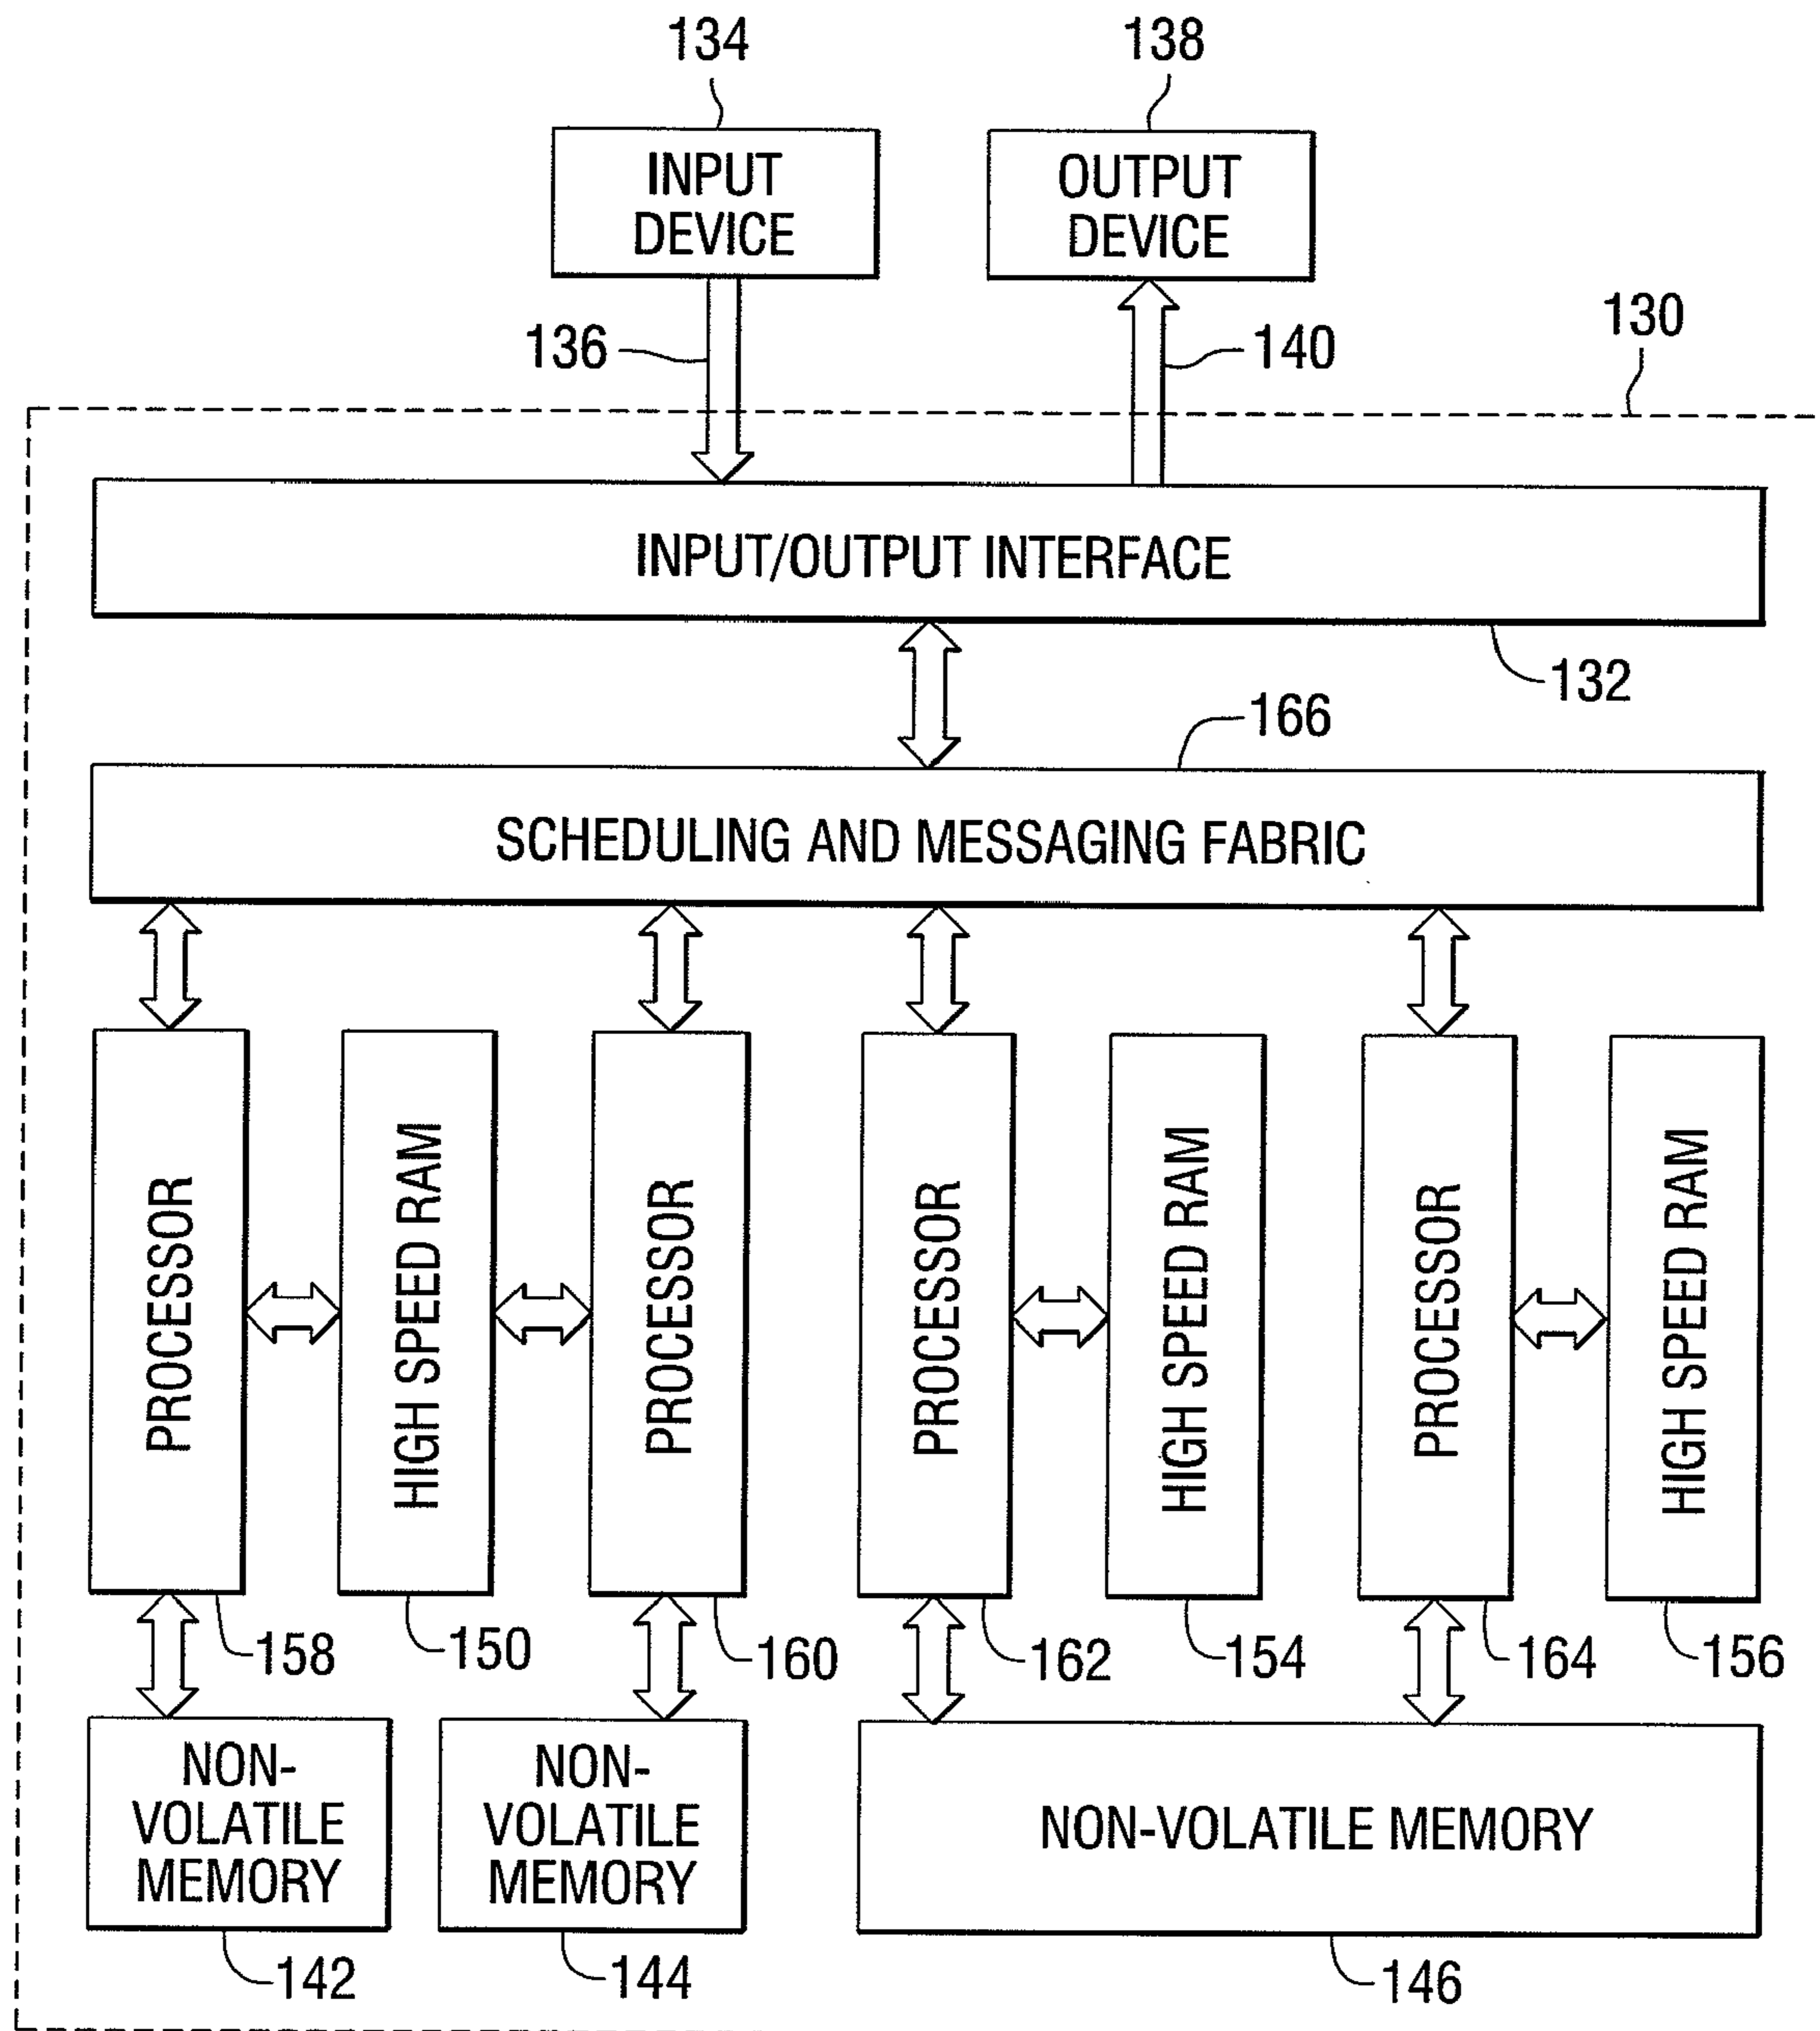 134
138
INPUT
DEVICE
OUTPUT
DEVICE
130
136
140
INPUT/OUTPUT INTERFACE
132
166
SCHEDULING AND MESSAGING FABRIC
PROCESSOR
HIGH SPEED RAM
PROCESSOR
PROCESSOR
HIGH SPEED RAM
PROCESSOR
HIGH SPEED RAM
158
150
160
162
154
164
156
NON-
VOLATILE
MEMORY
NON-
VOLATILE
MEMORY
NON-VOLATILE MEMORY
142
144
146